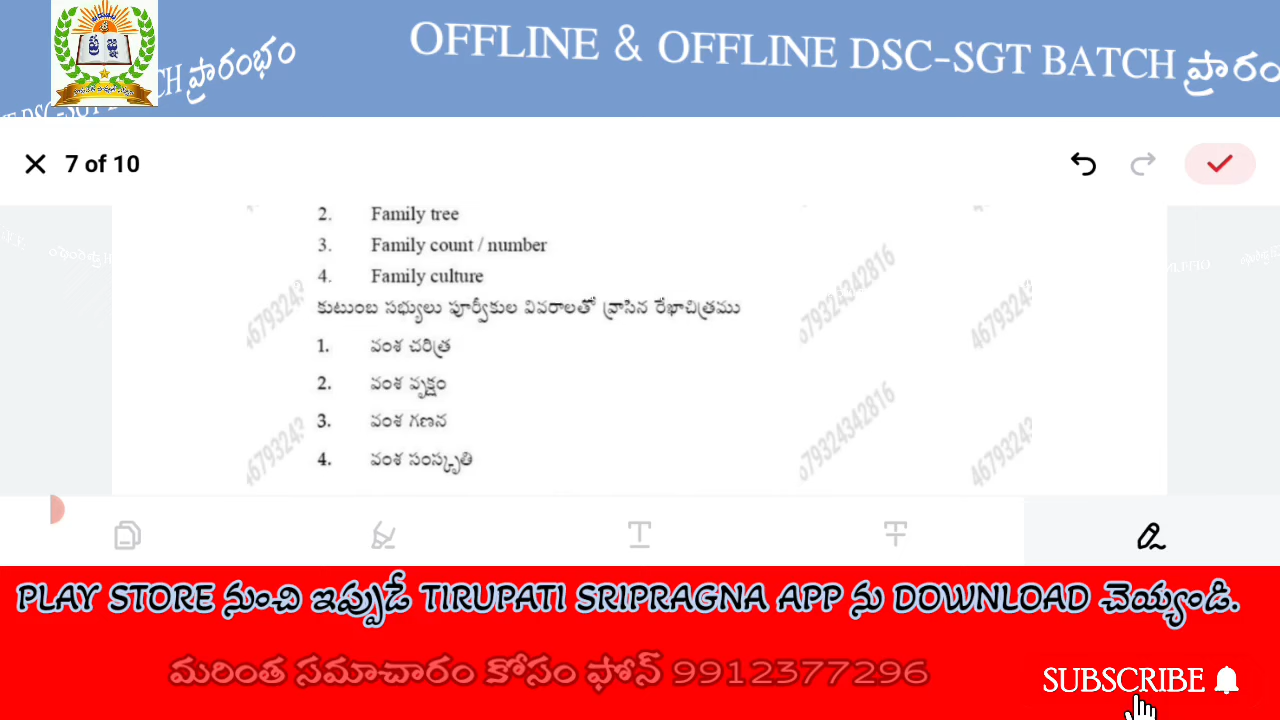 OFFLINE & OFFLINE DSC-SGT BATCH ప్రారం
BATCH ప్రారంభం
7 of 10
2. Family tree
3. Family count / number
4. Family culture
కుటుంబ సభ్యులు పూర్వీకుల వివరాలతో వ్రాసిన రేఖాచిత్రము
1. వంశ చరిత్ర
2. వంశ వృక్షం
3. వంశ గణన
4. వంశ సంస్కృతి
PLAY STORE నుంచి ఇప్పుడే TIRUPATI SRIPRAGNA APP ను DOWNLOAD చెయ్యండి.
మరింత సమాచారం కోసం ఫోన్ 9912377296
SUBSCRIBE